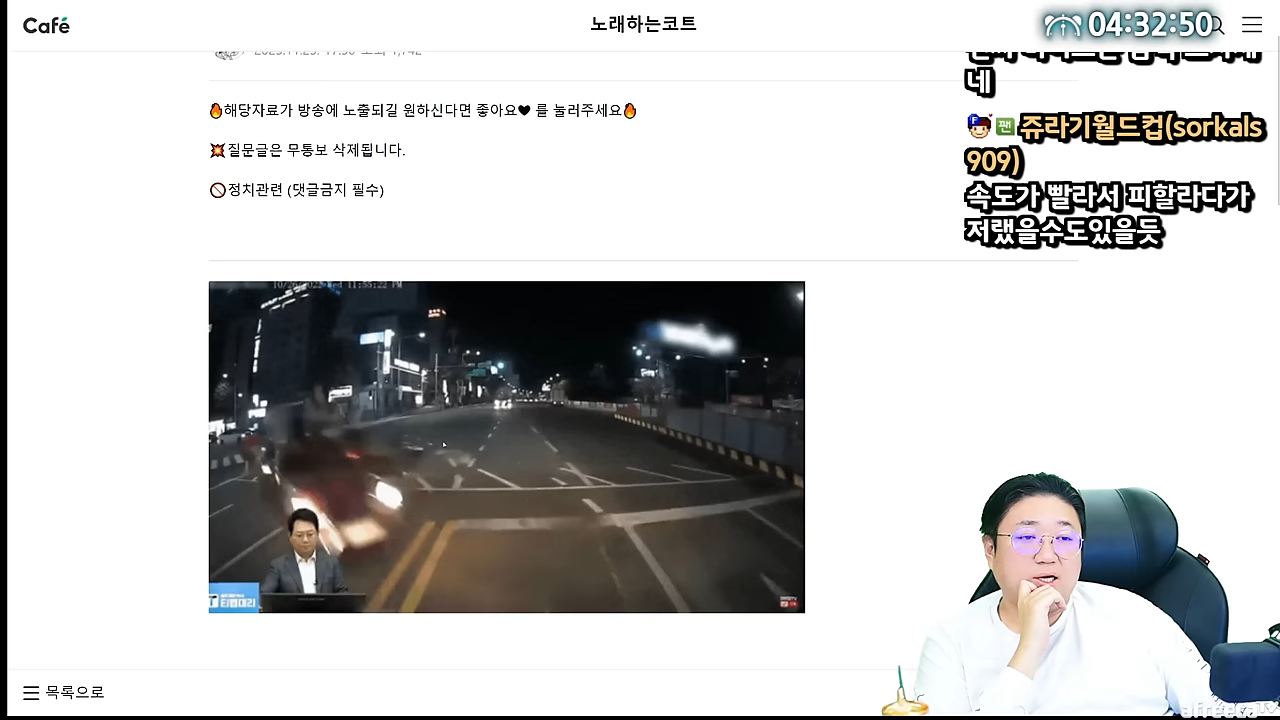 Café
노래하는코트
04:32:50
네
🔥해당자료가 방송에 노출되길 원하신다면 좋아요❤ 를 눌러주세요🔥
💥질문글은 무통보 삭제됩니다.
🚫정치관련 (댓글금지 필수)
팬 쥬라기월드컵(sorkals
909)
속도가 빨라서 피할라다가
저랬을수도있을듯
☰ 목록으로